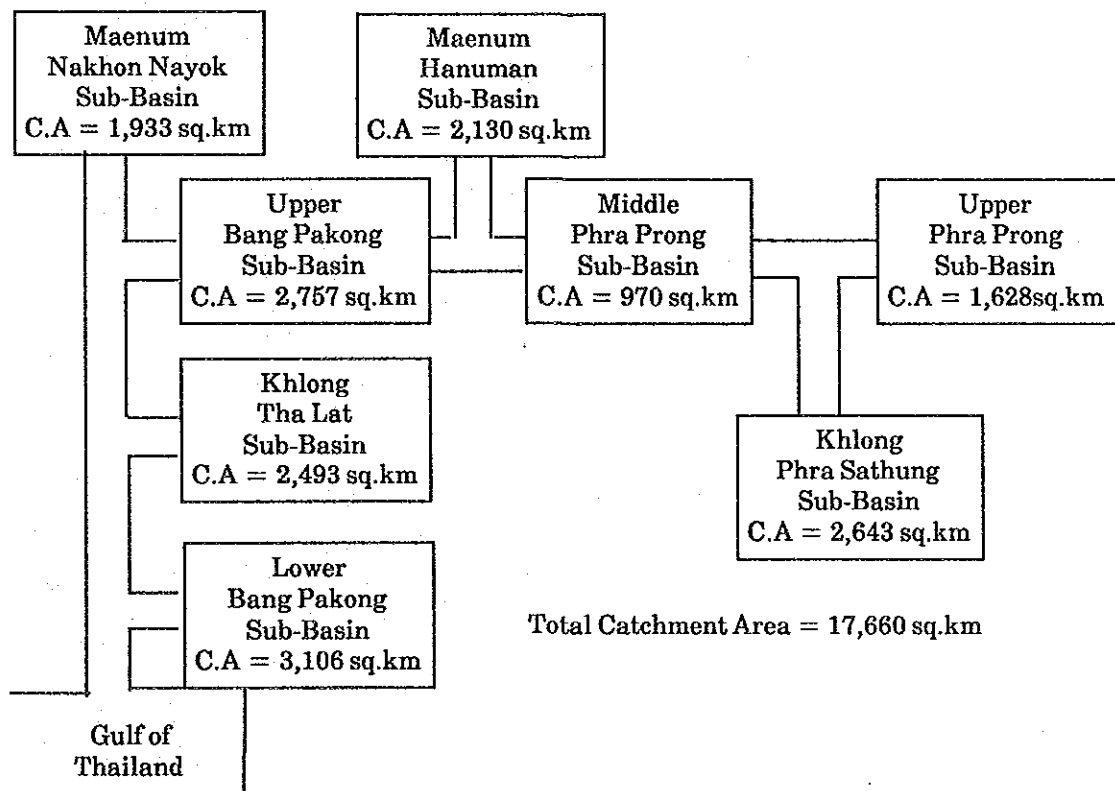 Maenum
Nakhon Nayok
Sub-Basin
C.A = 1,933 sq.km
Maenum
Hanuman
Sub-Basin
C.A = 2,130 sq.km
Upper
Bang Pakong
Sub-Basin
C.A = 2,757 sq.km
Middle
Phra Prong
Sub-Basin
C.A = 970 sq.km
Upper
Phra Prong
Sub-Basin
C.A = 1,628sq.km
Khlong
Tha Lat
Sub-Basin
C.A = 2,493 sq.km
Khlong
Phra Sathung
Sub-Basin
C.A = 2,643 sq.km
Lower
Bang Pakong
Sub-Basin
C.A = 3,106 sq.km
Total Catchment Area = 17,660 sq.km
Gulf of
Thailand